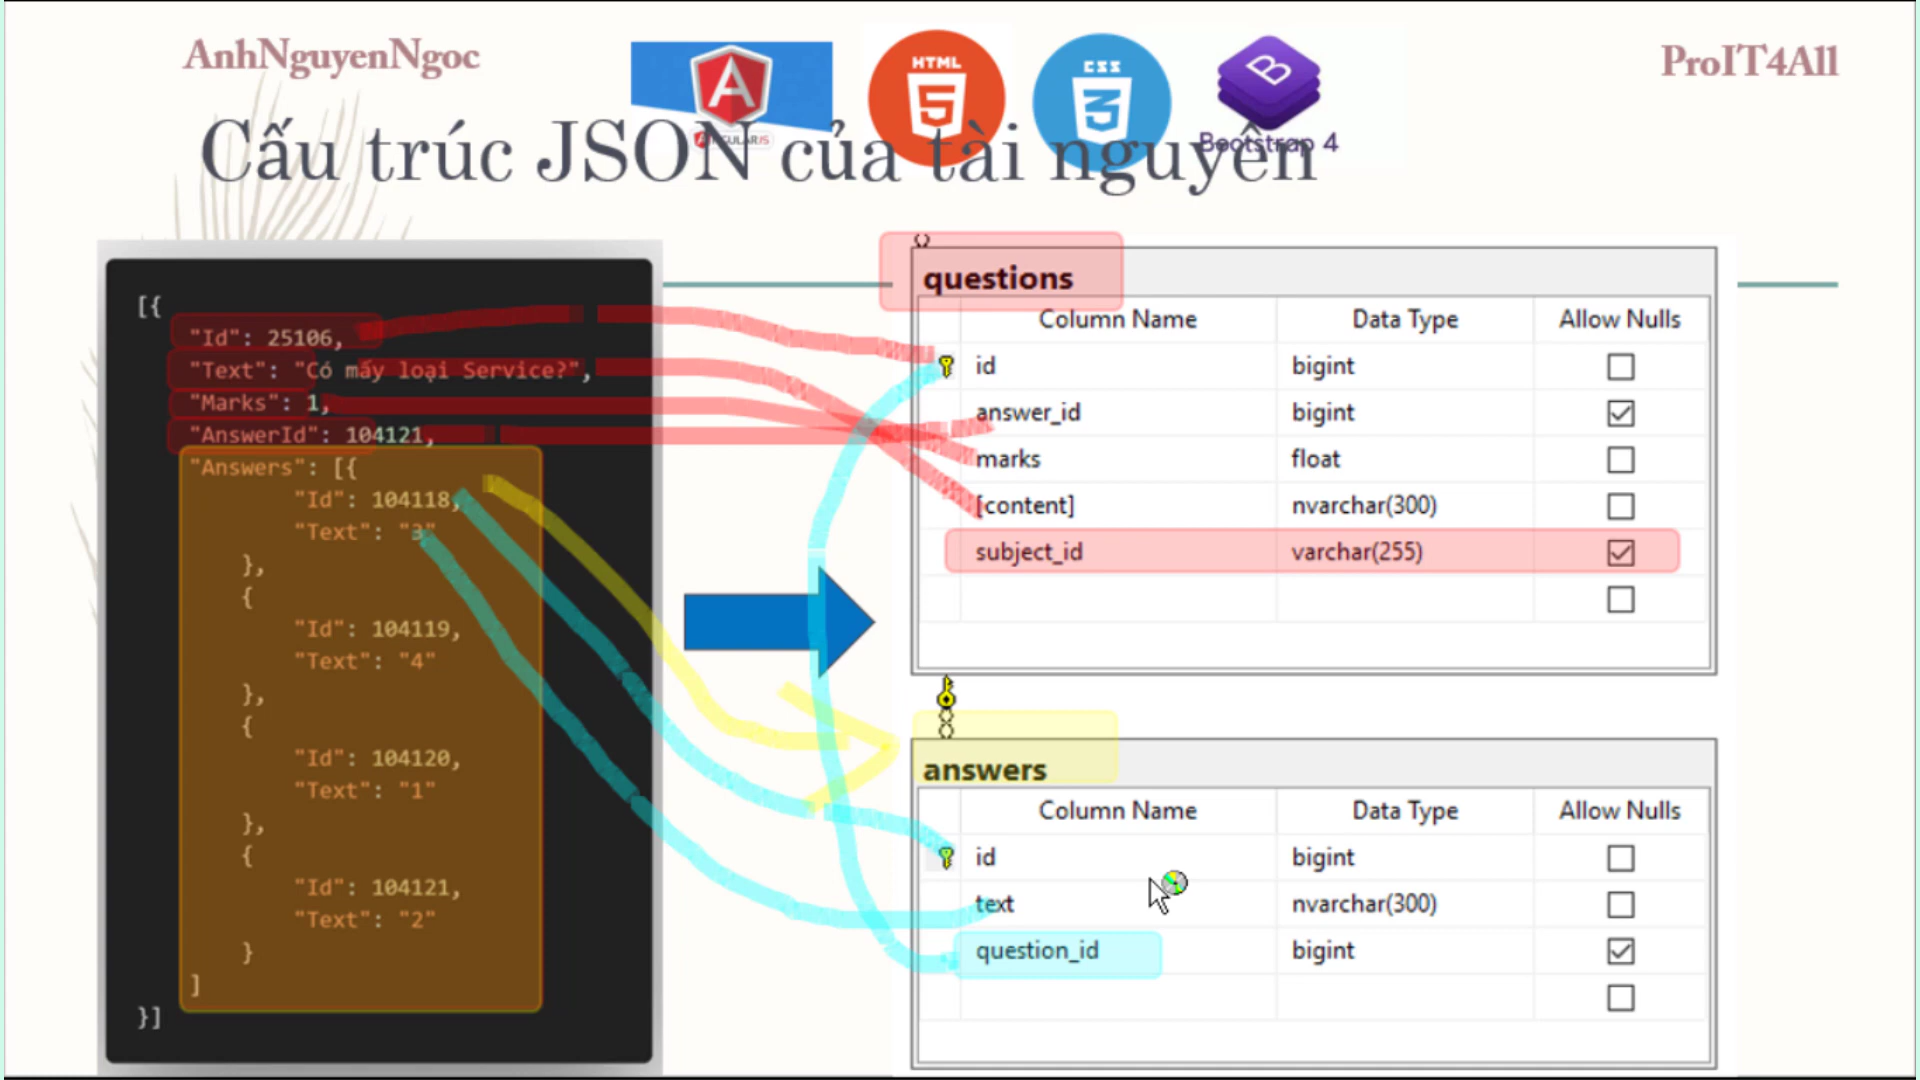 AnhNguyenNgoc
ProIT4All
HTML
CSS
Bootstrap 4
Cấu trúc JSON của tài nguyên
[{
"Id": 25106,
"Text": "Có mấy loại Service?",
"Marks": 1,
"AnswerId": 104121,
"Answers": [{
"Id": 104118,
"Text": "3"
},
{
"Id": 104119,
"Text": "4"
},
{
"Id": 104120,
"Text": "1"
},
{
"Id": 104121,
"Text": "2"
}
]
}]
questions
Column Name Data Type Allow Nulls
id bigint
answer_id bigint
marks float
[content] nvarchar(300)
subject_id varchar(255)
answers
Column Name Data Type Allow Nulls
id bigint
text nvarchar(300)
question_id bigint